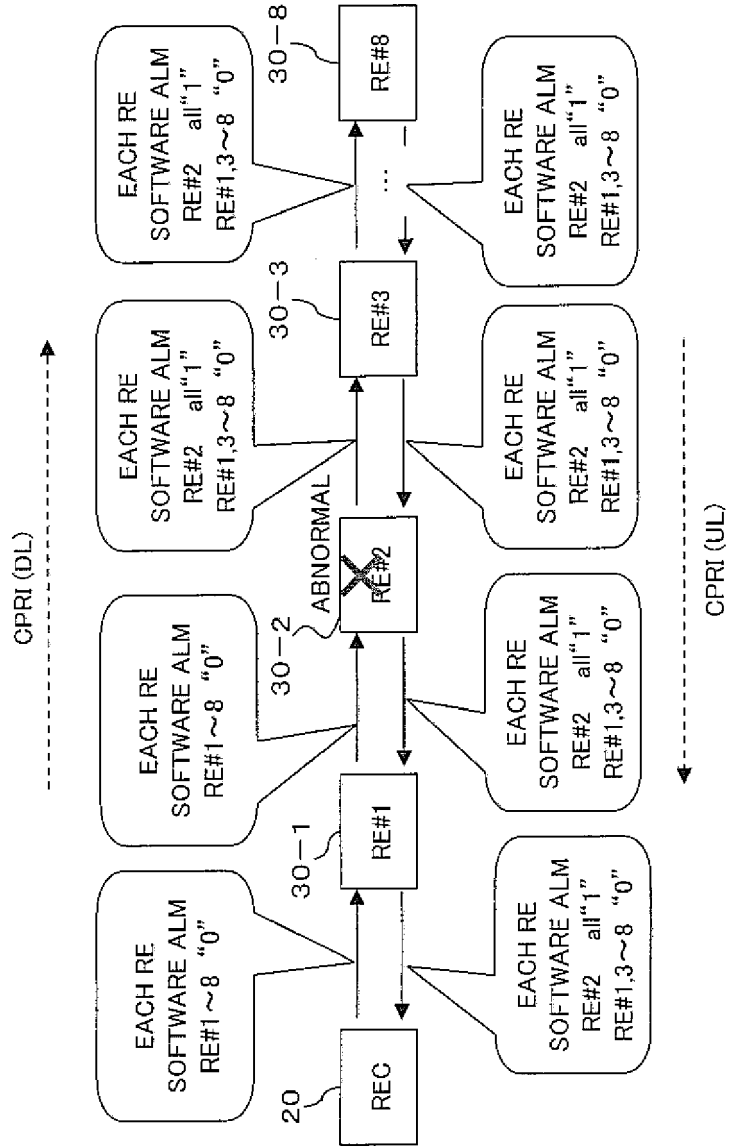 CPRI (DL)
EACH RE
SOFTWARE ALM
RE#1～8 “0”
EACH RE
SOFTWARE ALM
RE#1～8 “0”
EACH RE
SOFTWARE ALM
RE#2 all“1”
RE#1,3～8 “0”
EACH RE
SOFTWARE ALM
RE#2 all“1”
RE#1,3～8 “0”
20
30-1
30-2
ABNORMAL
30-3
30-8
REC
RE#1
RE#2
RE#3
RE#8
...
EACH RE
SOFTWARE ALM
RE#2 all“1”
RE#1,3～8 “0”
EACH RE
SOFTWARE ALM
RE#2 all“1”
RE#1,3～8 “0”
EACH RE
SOFTWARE ALM
RE#2 all“1”
RE#1,3～8 “0”
EACH RE
SOFTWARE ALM
RE#2 all“1”
RE#1,3～8 “0”
CPRI (UL)